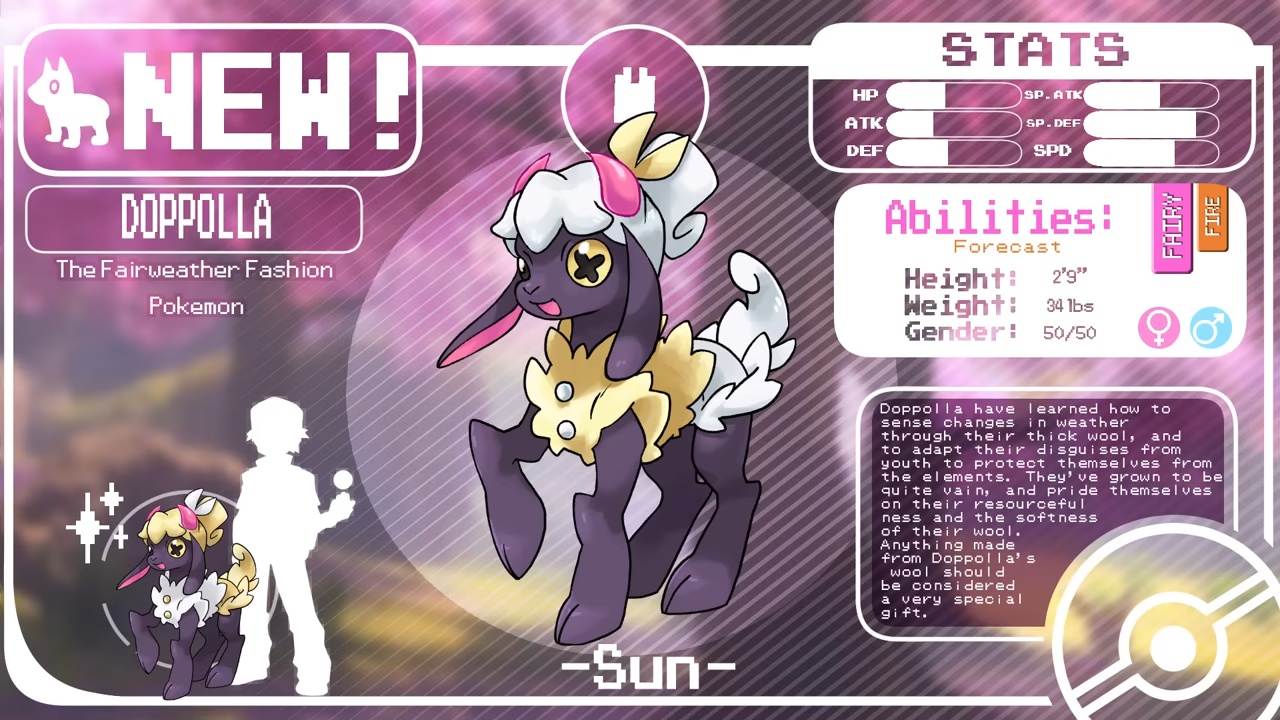 NEW!
DOPPOLLA
The Fairweather Fashion
Pokemon
STATS
HP SP.ATK
ATK SP.DEF
DEF SPD
Abilities:
Forecast
FAIRY
FIRE
Height: 2'9"
Weight: 34 lbs
Gender: 50/50
Doppolla have learned how to
sense changes in weather
through their thick wool, and
to adapt their disguises from
youth to protect themselves from
the elements. They've grown to be
quite vain, and pride themselves
on their resourceful
ness and the softness
of their wool.
Anything made
from Doppolla's
wool should
be considered
a very special
gift.
-Sun-